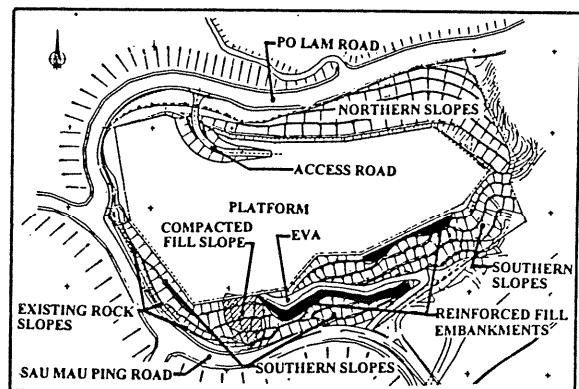 PO LAM ROAD
NORTHERN SLOPES
ACCESS ROAD
PLATFORM
COMPACTED
FILL SLOPE
EVA
SOUTHERN
SLOPES
EXISTING ROCK
SLOPES
REINFORCED FILL
EMBANKMENTS
SAU MAU PING ROAD
SOUTHERN SLOPES